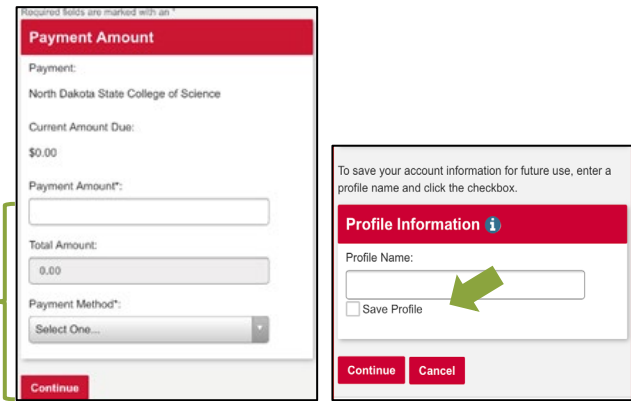 Required fields are marked with an *
Payment Amount
Payment:
North Dakota State College of Science
Current Amount Due:
$0.00
Payment Amount*:
Total Amount:
0.00
Payment Method*:
Select One...
Continue
To save your account information for future use, enter a
profile name and click the checkbox.
Profile Information i
Profile Name:
Save Profile
Continue Cancel